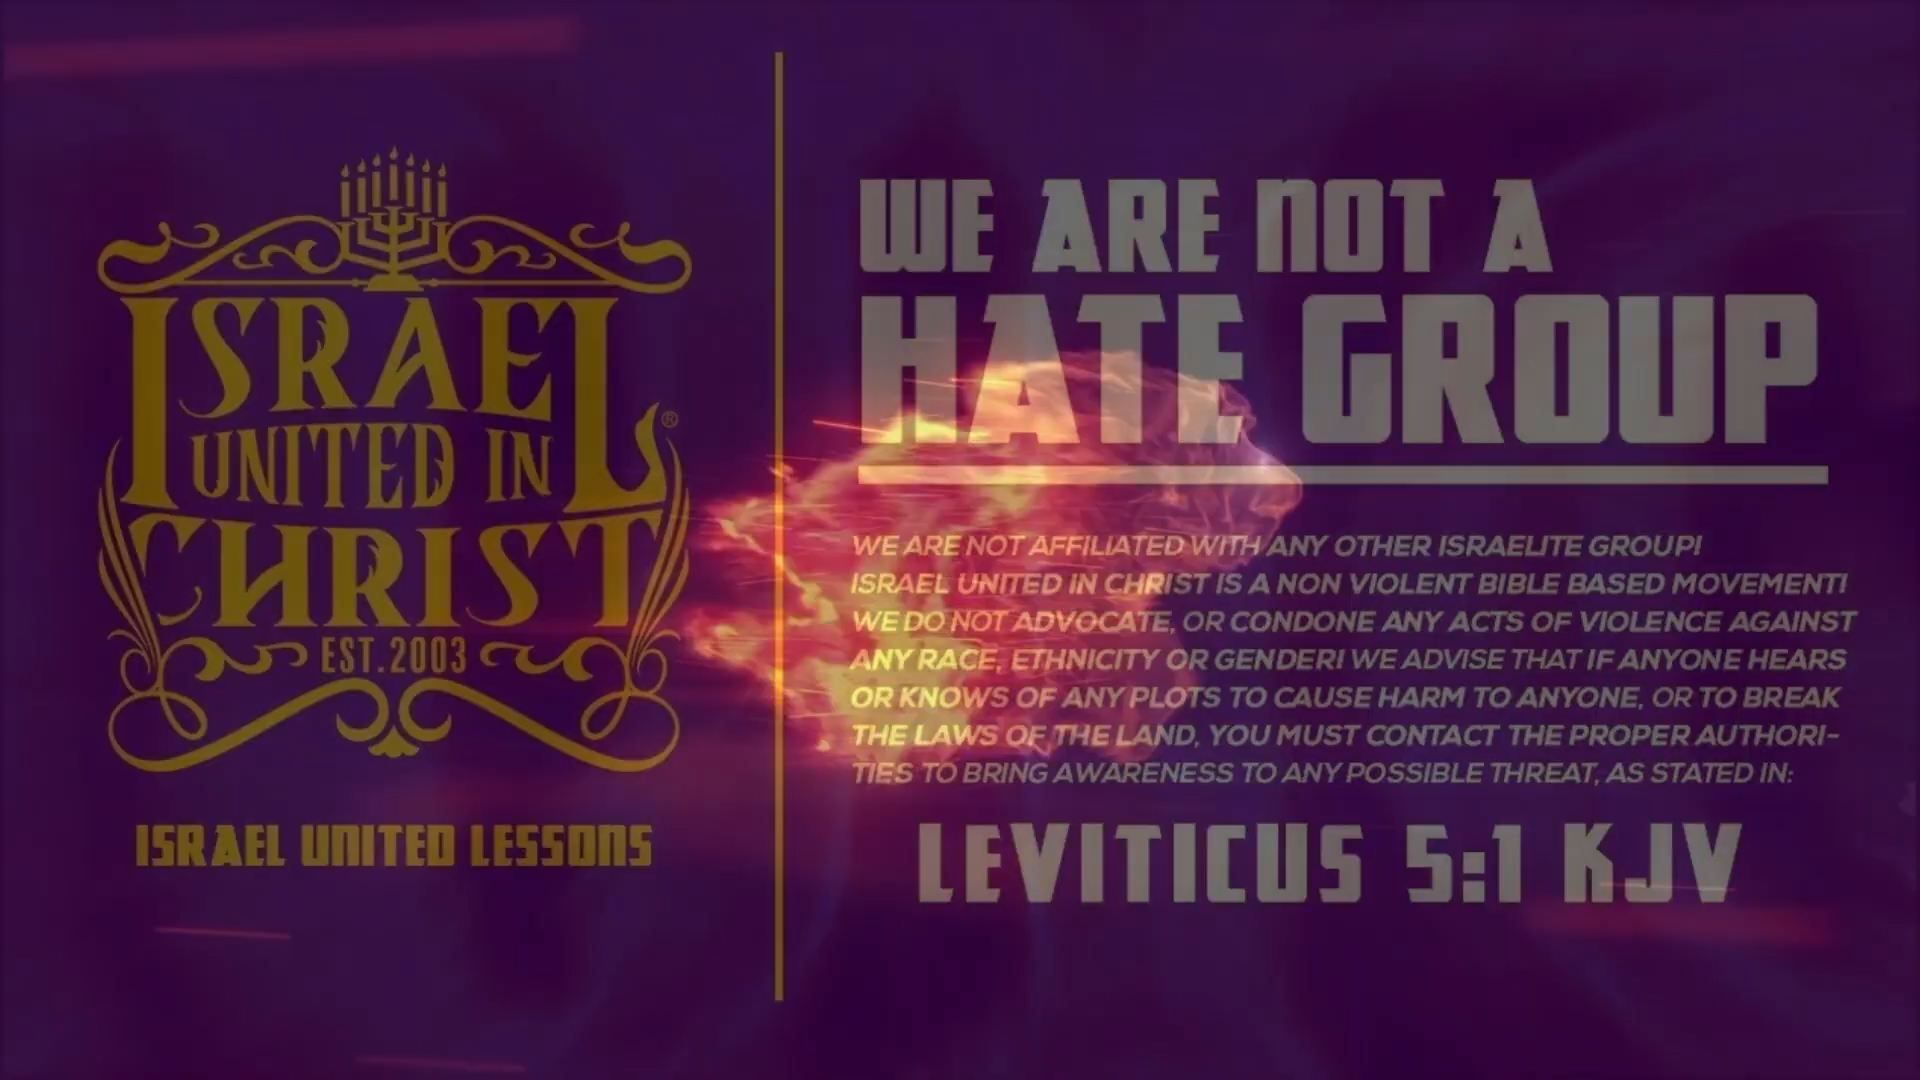 ISRAEL
UNITED IN
CHRIST
®
EST.2003
ISRAEL UNITED LESSONS
WE ARE NOT A
HATE GROUP
WE ARE NOT AFFILIATED WITH ANY OTHER ISRAELITE GROUP!
ISRAEL UNITED IN CHRIST IS A NON VIOLENT BIBLE BASED MOVEMENT!
WE DO NOT ADVOCATE, OR CONDONE ANY ACTS OF VIOLENCE AGAINST
ANY RACE, ETHNICITY OR GENDER! WE ADVISE THAT IF ANYONE HEARS
OR KNOWS OF ANY PLOTS TO CAUSE HARM TO ANYONE, OR TO BREAK
THE LAWS OF THE LAND, YOU MUST CONTACT THE PROPER AUTHORI-
TIES TO BRING AWARENESS TO ANY POSSIBLE THREAT, AS STATED IN:
LEVITICUS 5:1 KJV